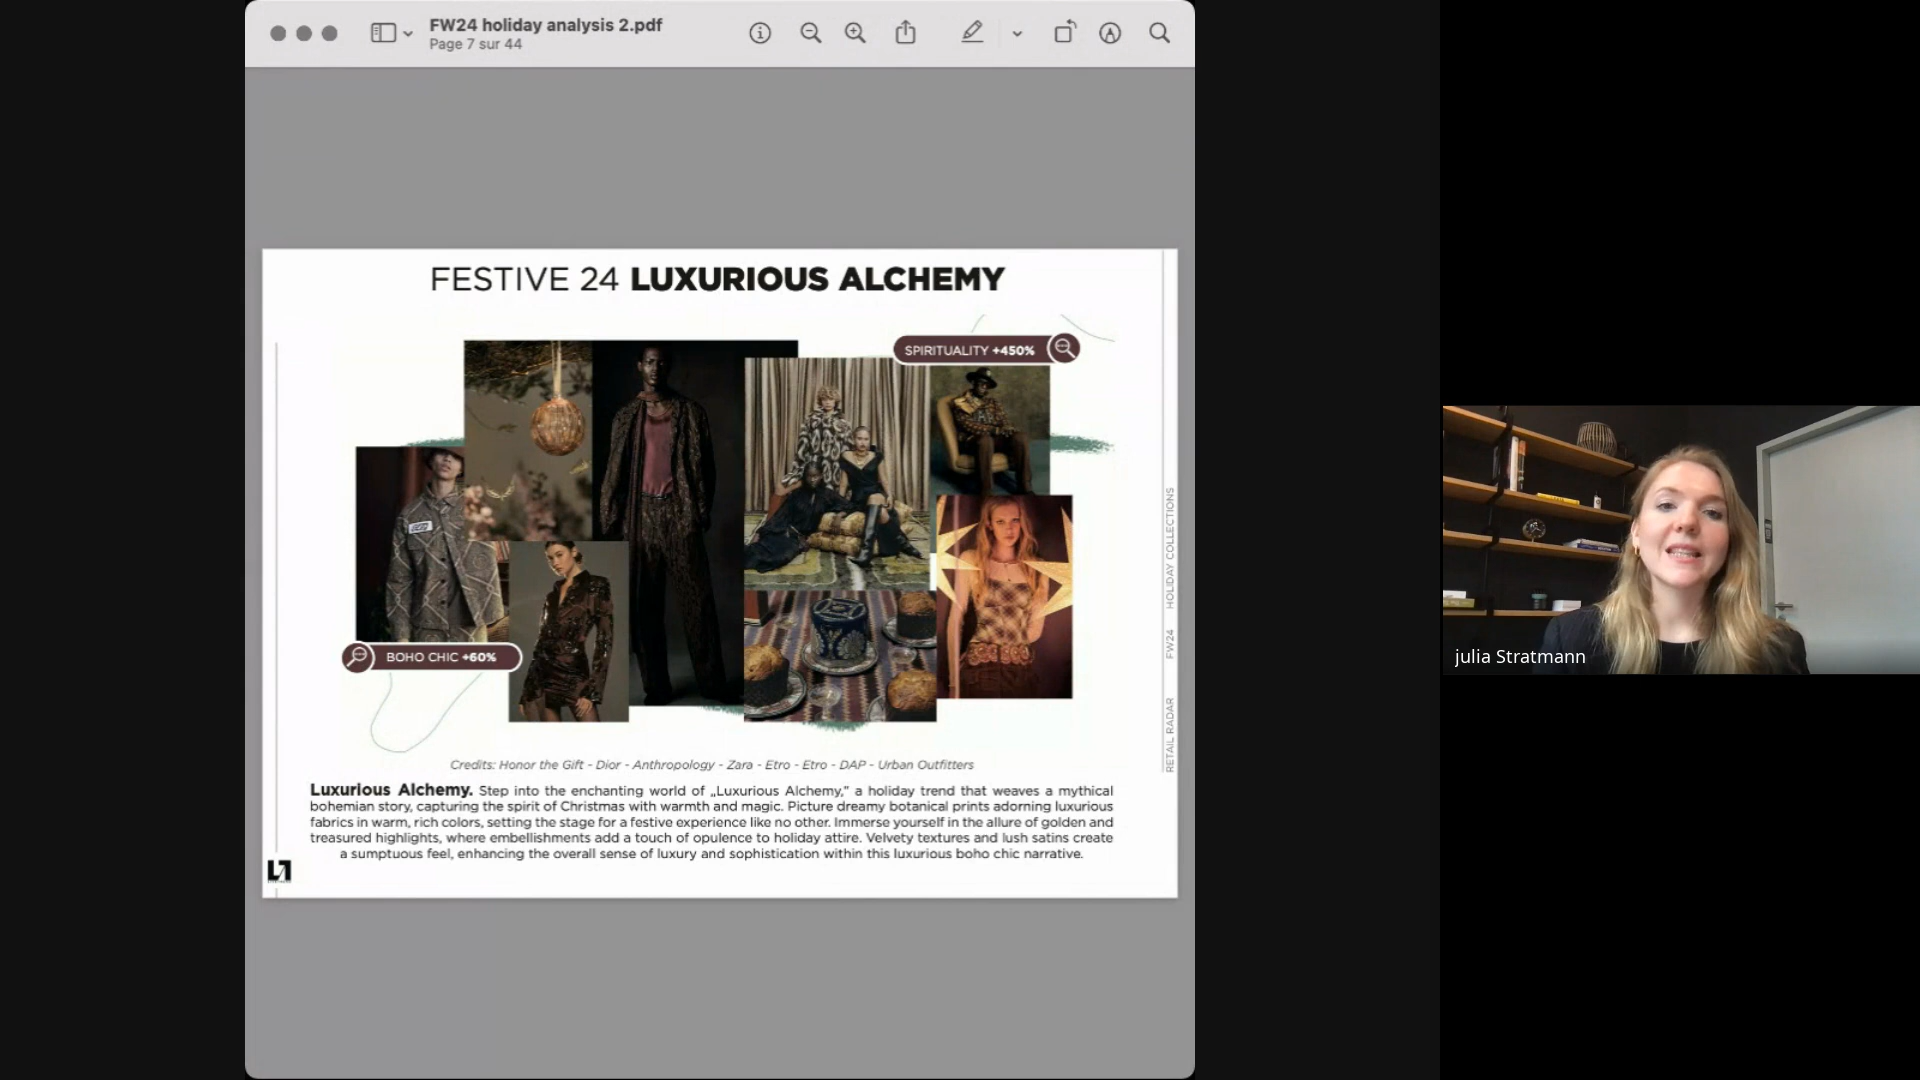 FW24 holiday analysis 2.pdf
Page 7 sur 44
FESTIVE 24 LUXURIOUS ALCHEMY
SPIRITUALITY +450%
BOHO CHIC +60%
Credits: Honor the Gift - Dior - Anthropology - Zara - Etro - Etro - DAP - Urban Outfitters
Luxurious Alchemy. Step into the enchanting world of „Luxurious Alchemy,” a holiday trend that weaves a mythical
bohemian story, capturing the spirit of Christmas with warmth and magic. Picture dreamy botanical prints adorning luxurious
fabrics in warm, rich colors, setting the stage for a festive experience like no other. Immerse yourself in the allure of golden and
treasured highlights, where embellishments add a touch of opulence to holiday attire. Velvety textures and lush satins create
a sumptuous feel, enhancing the overall sense of luxury and sophistication within this luxurious boho chic narrative.
RETAIL RADAR FW24 HOLIDAY COLLECTIONS
julia Stratmann